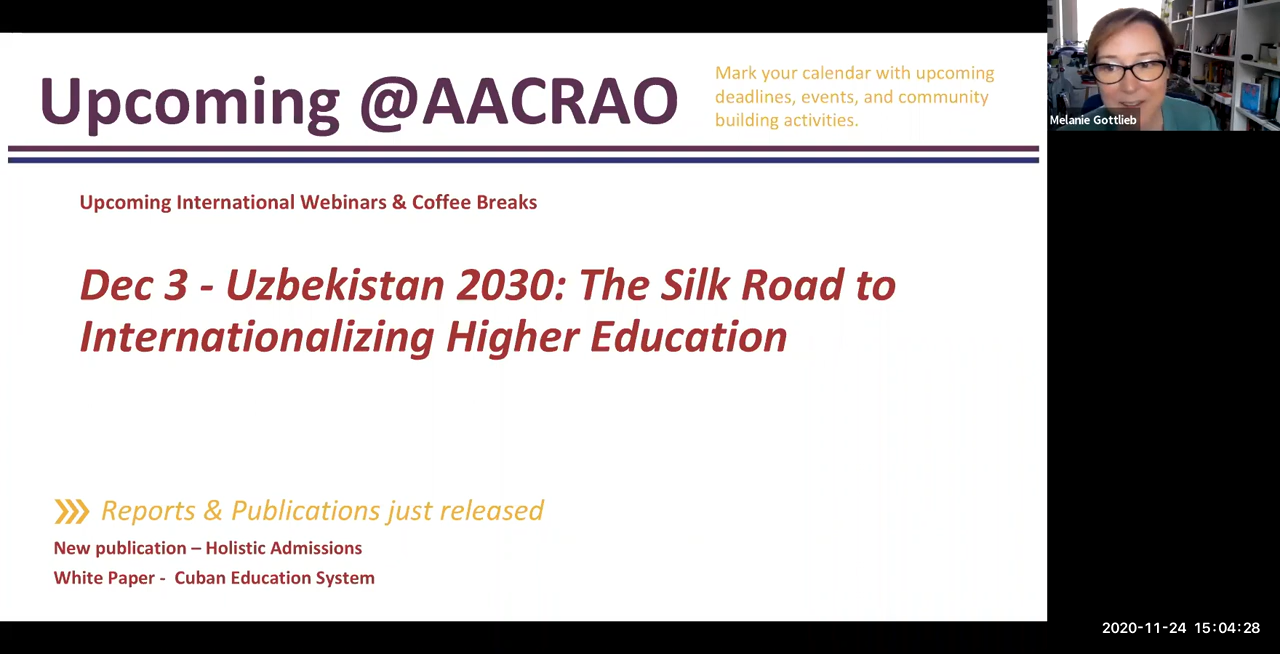 Upcoming @AACRAO
Mark your calendar with upcoming
deadlines, events, and community
building activities.
Melanie Gottlieb
Upcoming International Webinars & Coffee Breaks
Dec 3 - Uzbekistan 2030: The Silk Road to
Internationalizing Higher Education
Reports & Publications just released
New publication – Holistic Admissions
White Paper -  Cuban Education System
2020-11-24 15:04:28